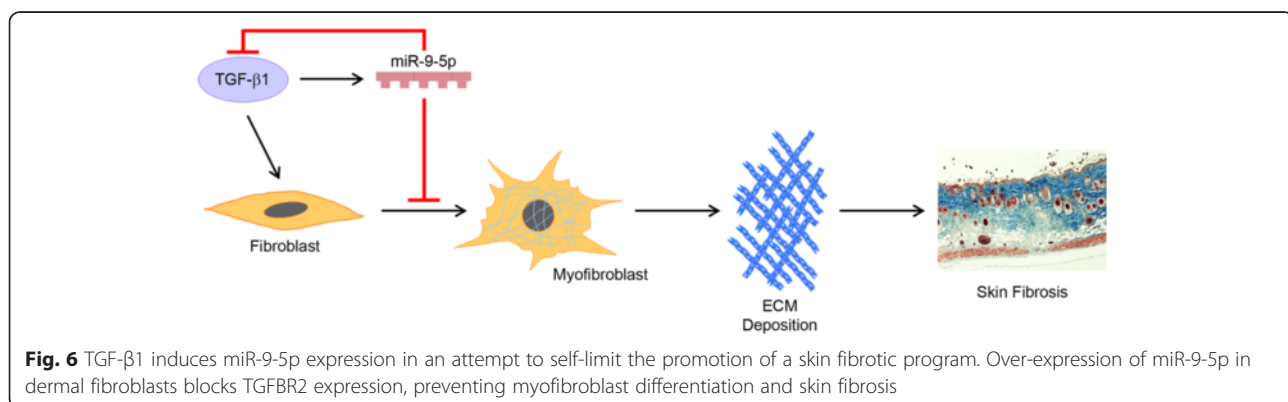 miR-9-5p
TGF-β1
Fibroblast
Myofibroblast
ECM
Deposition
Skin Fibrosis
Fig. 6 TGF-β1 induces miR-9-5p expression in an attempt to self-limit the promotion of a skin fibrotic program. Over-expression of miR-9-5p in
dermal fibroblasts blocks TGFBR2 expression, preventing myofibroblast differentiation and skin fibrosis